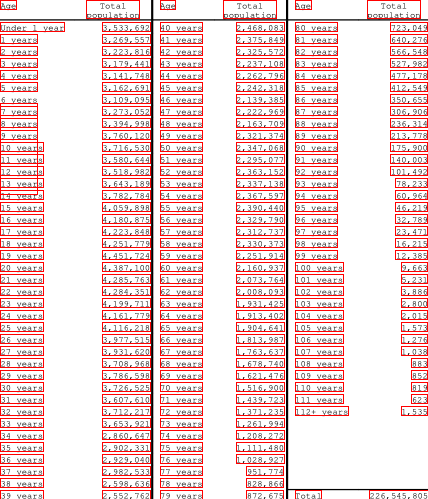 Age Total population
Under 1 year 3,533,692
1 years 3,269,557
2 years 3,223,816
3 years 3,179,441
4 years 3,141,748
5 years 3,162,691
6 years 3,109,095
7 years 3,273,052
8 years 3,394,998
9 years 3,760,120
10 years 3,716,530
11 years 3,580,644
12 years 3,518,982
13 years 3,643,189
14 years 3,782,784
15 years 4,059,898
16 years 4,180,875
17 years 4,223,848
18 years 4,251,779
19 years 4,451,724
20 years 4,387,100
21 years 4,285,763
22 years 4,284,351
23 years 4,199,711
24 years 4,161,779
25 years 4,116,218
26 years 3,977,515
27 years 3,931,620
28 years 3,708,968
29 years 3,786,598
30 years 3,726,525
31 years 3,607,610
32 years 3,712,217
33 years 3,653,921
34 years 2,860,647
35 years 2,902,331
36 years 2,929,040
37 years 2,982,533
38 years 2,598,636
39 years 2,552,762
Age Total population
40 years 2,468,083
41 years 2,375,849
42 years 2,325,572
43 years 2,237,108
44 years 2,262,796
45 years 2,242,318
46 years 2,139,385
47 years 2,222,969
48 years 2,163,709
49 years 2,321,374
50 years 2,347,068
51 years 2,295,077
52 years 2,363,152
53 years 2,337,138
54 years 2,367,597
55 years 2,390,440
56 years 2,329,790
57 years 2,312,737
58 years 2,330,373
59 years 2,251,914
60 years 2,160,937
61 years 2,073,764
62 years 2,008,093
63 years 1,931,425
64 years 1,913,402
65 years 1,904,641
66 years 1,813,987
67 years 1,763,637
68 years 1,678,740
69 years 1,621,476
70 years 1,516,900
71 years 1,439,723
72 years 1,371,235
73 years 1,261,994
74 years 1,208,272
75 years 1,111,480
76 years 1,028,927
77 years 951,774
78 years 828,866
79 years 872,675
Age Total population
80 years 723,049
81 years 640,276
82 years 566,548
83 years 527,982
84 years 477,178
85 years 412,549
86 years 350,655
87 years 306,906
88 years 236,314
89 years 213,778
90 years 175,900
91 years 140,003
92 years 101,492
93 years 78,233
94 years 60,964
95 years 46,219
96 years 32,789
97 years 23,471
98 years 16,215
99 years 12,385
100 years 9,663
101 years 5,231
102 years 3,886
103 years 2,800
104 years 2,015
105 years 1,573
106 years 1,276
107 years 1,038
108 years 883
109 years 852
110 years 819
111 years 623
112+ years 1,535
Total 226,545,805